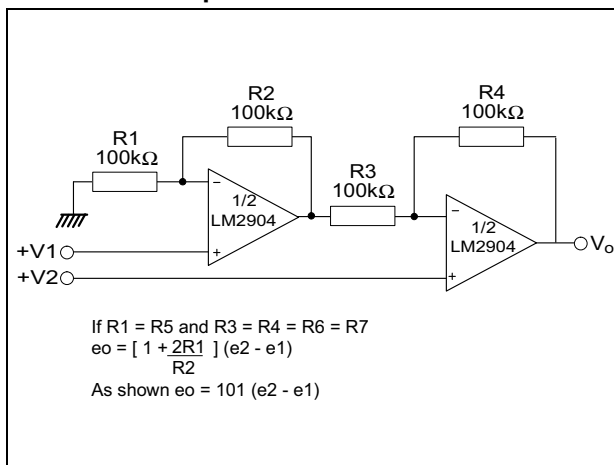 R1
100kΩ
R2
100kΩ
R3
100kΩ
R4
100kΩ
1/2
LM2904
1/2
LM2904
+V1
+V2
Vo
If R1 = R5 and R3 = R4 = R6 = R7
eo = [ 1 + 2R1 ] (e2 - e1)
R2
As shown eo = 101 (e2 - e1)